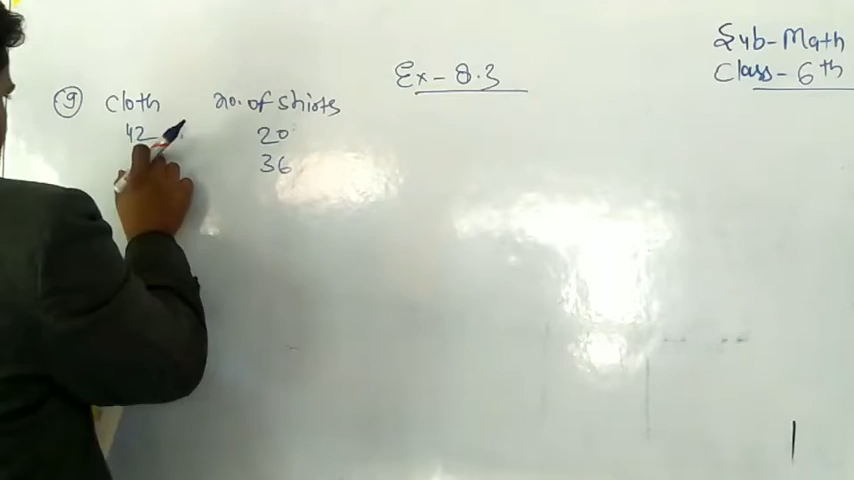 Sub-Math
Class-6th
Ex-8.3
9 Cloth no. of shirts
42 20
36